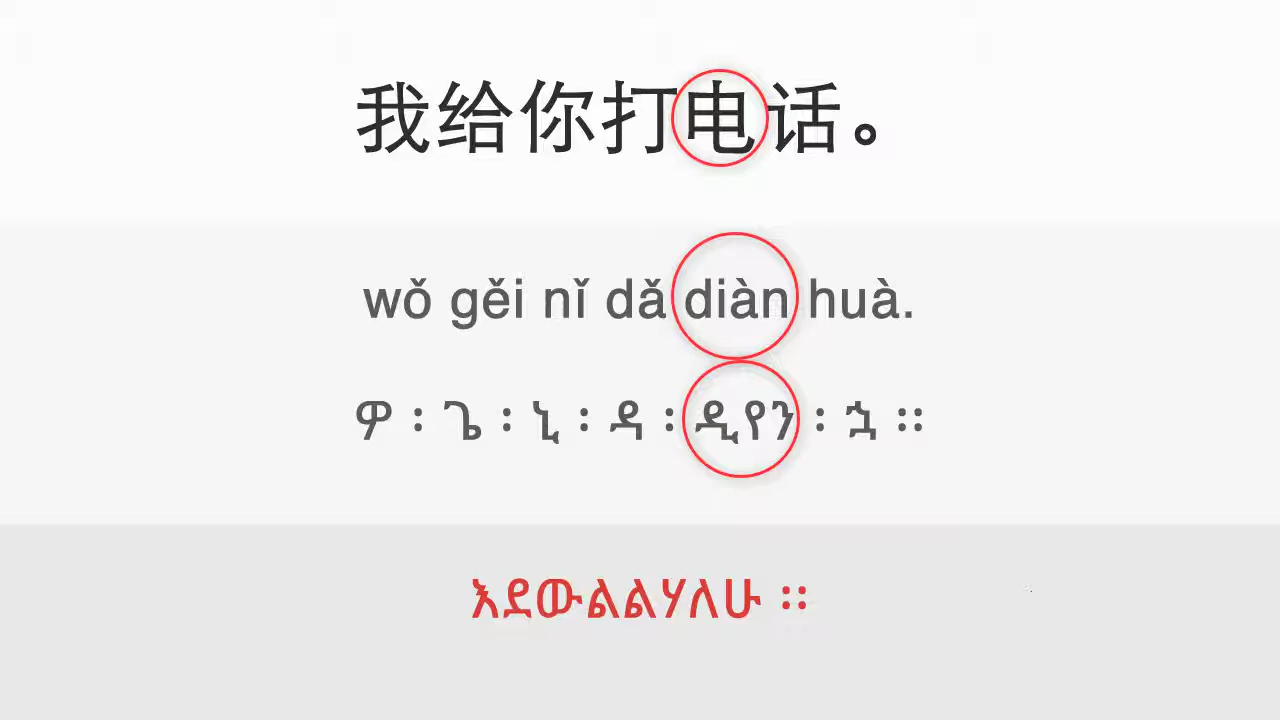 我给你打电话。
wǒ gěi nǐ dǎ diàn huà.
ዎ ፡ ጌ ፡ ኒ ፡ ዳ ፡ ዲየን ፡ ኋ ።
እደውልልሃለሁ ።